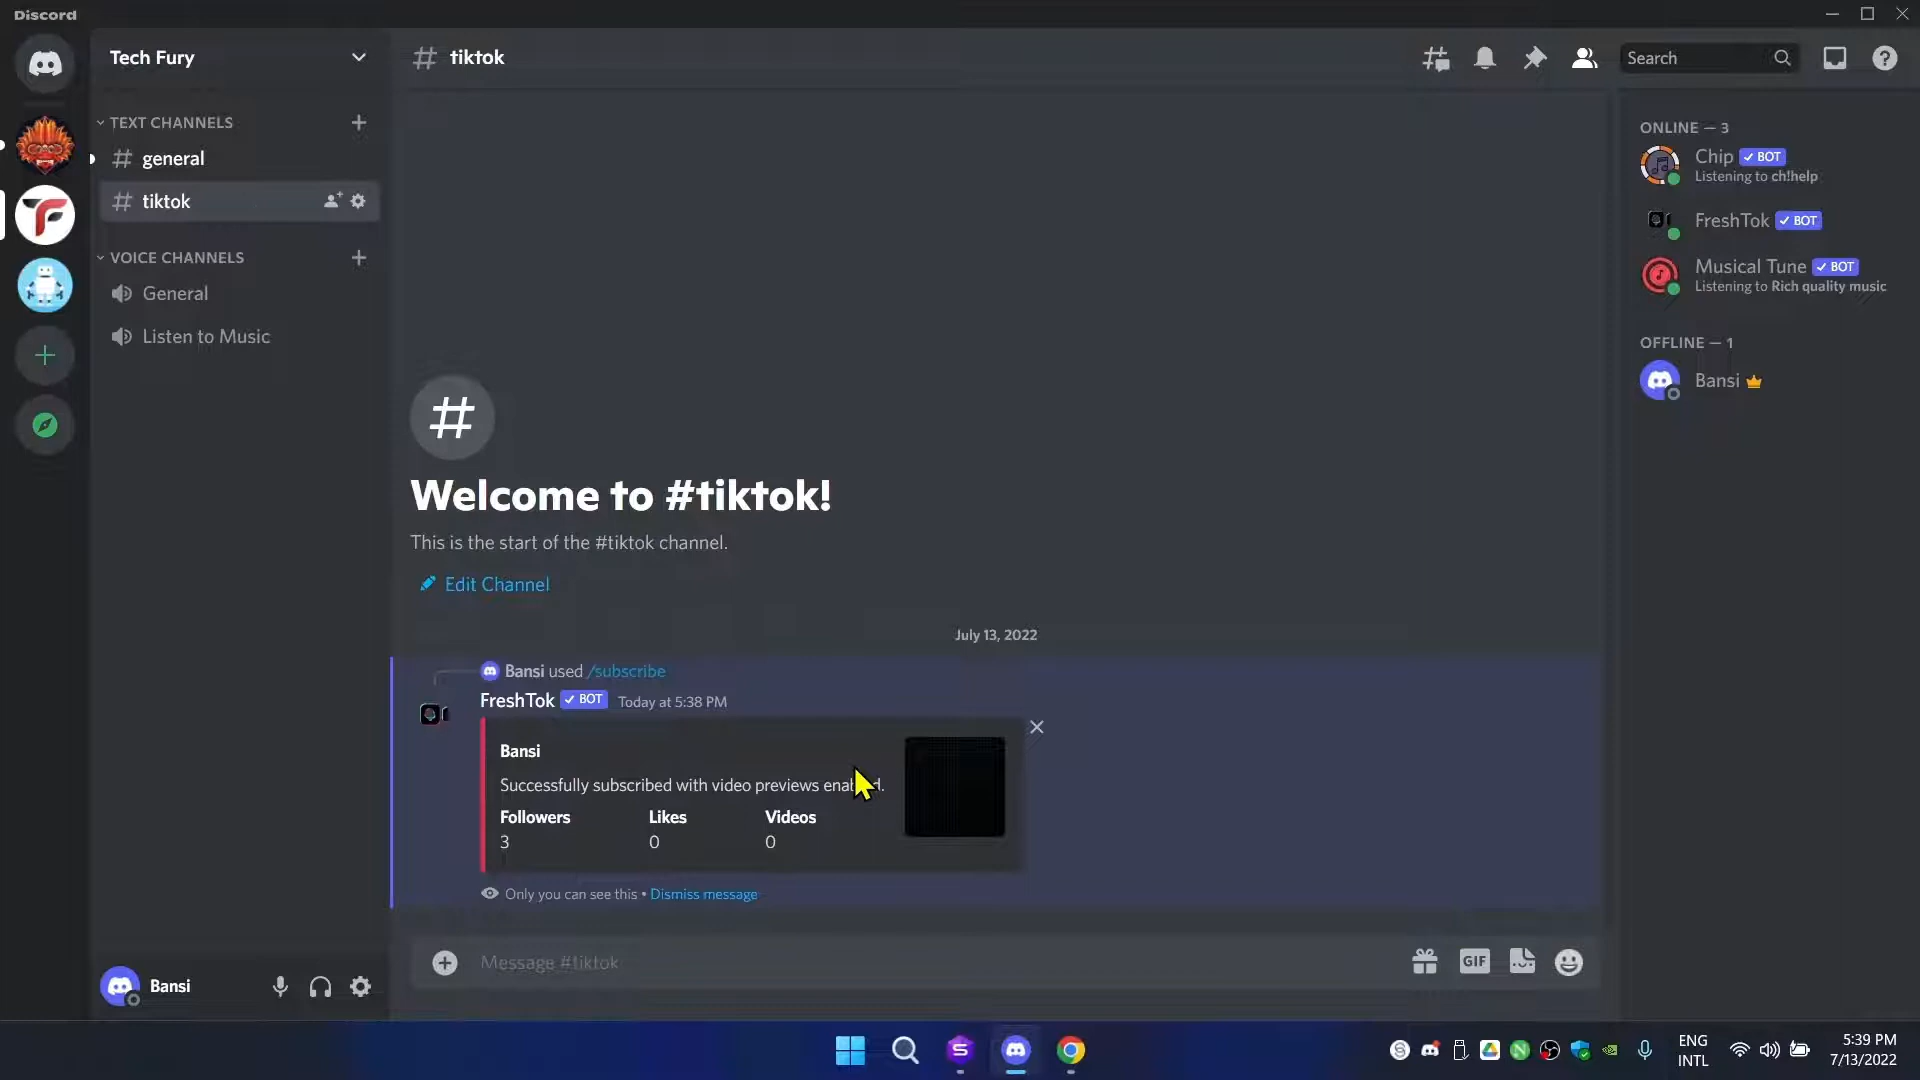 Discord
Tech Fury
tiktok
Search
TEXT CHANNELS
general
tiktok
VOICE CHANNELS
General
Listen to Music
Welcome to #tiktok!
This is the start of the #tiktok channel.
Edit Channel
July 13, 2022
Bansi used /subscribe
FreshTok BOT Today at 5:38 PM
Bansi
Successfully subscribed with video previews
Followers Likes Videos
3 0 0
Only you can see this • Dismiss message
Message #tiktok
GIF
ONLINE — 3
Chip BOT
Listening to ch!help
FreshTok BOT
Musical Tune BOT
Listening to Rich quality music
OFFLINE — 1
Bansi
Bansi
ENG
INTL
5:39 PM
7/13/2022